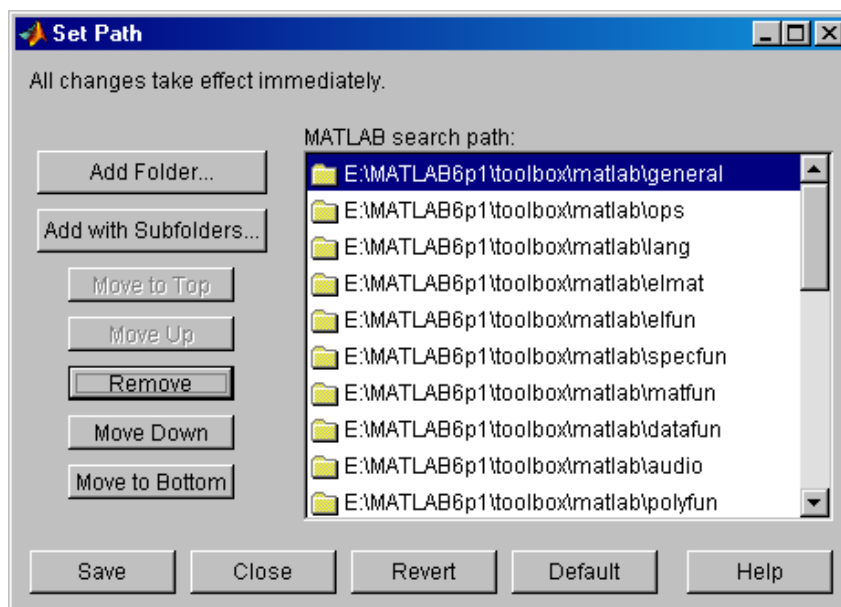 Set Path
All changes take effect immediately.
MATLAB search path:
Add Folder...
Add with Subfolders...
Move to Top
Move Up
Remove
Move Down
Move to Bottom
E:\MATLAB6p1\toolbox\matlab\general
E:\MATLAB6p1\toolbox\matlab\ops
E:\MATLAB6p1\toolbox\matlab\lang
E:\MATLAB6p1\toolbox\matlab\elmat
E:\MATLAB6p1\toolbox\matlab\elfun
E:\MATLAB6p1\toolbox\matlab\specfun
E:\MATLAB6p1\toolbox\matlab\matfun
E:\MATLAB6p1\toolbox\matlab\datafun
E:\MATLAB6p1\toolbox\matlab\audio
E:\MATLAB6p1\toolbox\matlab\polyfun
Save
Close
Revert
Default
Help